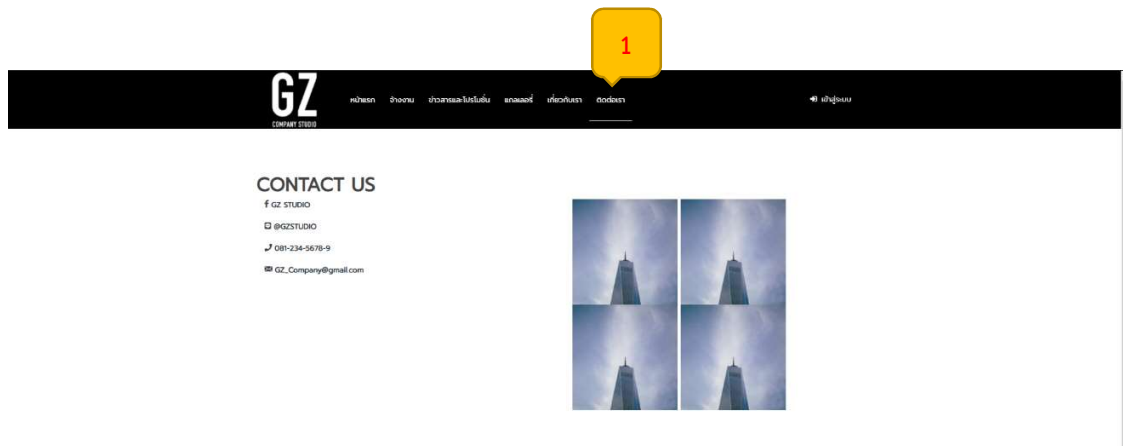 1
GZ
COMPANY STUDIO
หน้าแรก จ้างงาน ข่าวสารและโปรโมชั่น แกลเลอรี่ เกี่ยวกับเรา ติดต่อเรา เข้าสู่ระบบ
CONTACT US
GZ STUDIO
@GZSTUDIO
081-234-5678-9
GZ_Company@gmail.com